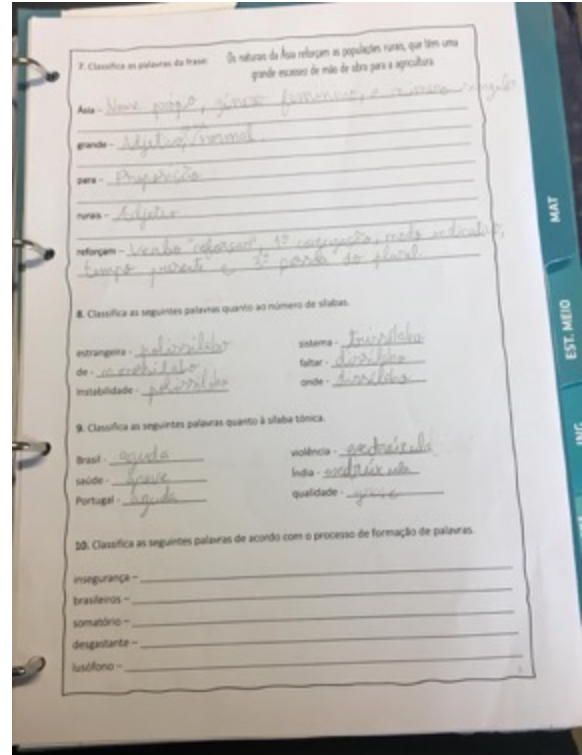 7. Classifica as palavras da frase: Os naturais da Ásia reforçam as populações rurais, que têm uma
grande escassez de mão de obra para a agricultura.
Ásia - Nome própio, género feminino, e número singular
grande - Adjetivo/normal.
para - Preposição
rurais - Adjetivo
reforçam - Verbo "reforçar", 1ª conjugação, modo indicativo,
tempo presente e 3ª pessoa do plural
8. Classifica as seguintes palavras quanto ao número de sílabas.
estrangeira - polissílabo sistema - trissílabo
de - monossílabo faltar - dissílabo
instabilidade - polissílabo onde - dissílabo
9. Classifica as seguintes palavras quanto à sílaba tónica.
Brasil - aguda violência - esdrúxula
saúde - grave Índia - esdrúxula
Portugal - aguda qualidade - grave
10. Classifica as seguintes palavras de acordo com o processo de formação de palavras.
insegurança -
brasileiros -
somatório -
desgastante -
lusófono -
MAT
EST. MEIO
ING